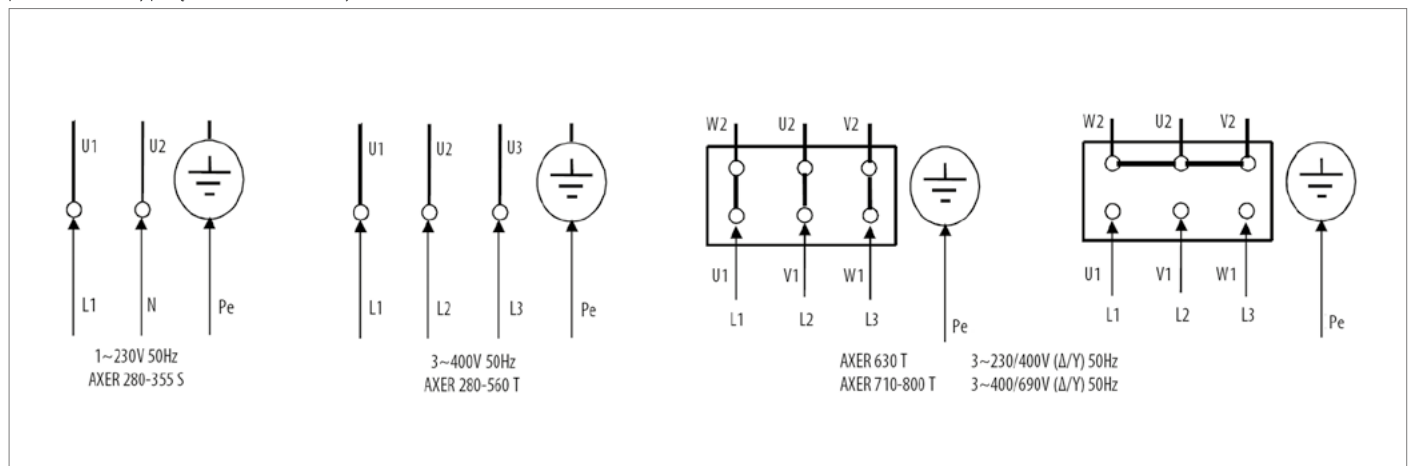 U1
U2
L1
N
Pe
1~230V 50Hz
AXER 280-355 S
U1
U2
U3
L1
L2
L3
Pe
3~400V 50Hz
AXER 280-560 T
W2
U2
V2
U1
V1
W1
L1
L2
L3
Pe
W2
U2
V2
U1
V1
W1
L1
L2
L3
Pe
AXER 630 T 3~230/400V (Δ/Y) 50Hz
AXER 710-800 T 3~400/690V (Δ/Y) 50Hz